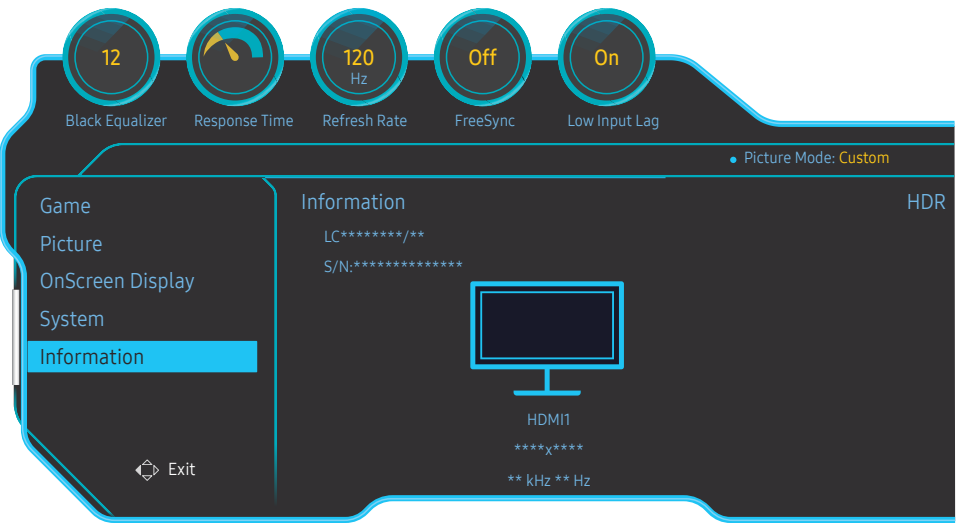 12
120
Hz
Off
On
Black Equalizer
Response Time
Refresh Rate
FreeSync
Low Input Lag
Picture Mode: Custom
Game
Picture
OnScreen Display
System
Information
Exit
Information
HDR
LC********/**
S/N:**************
HDMI1
****x****
** kHz ** Hz